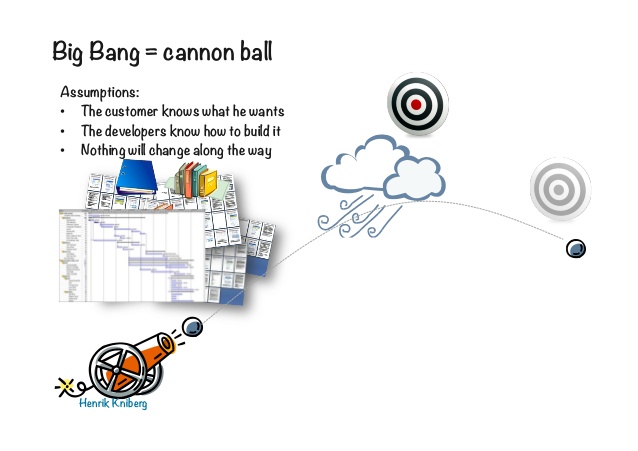 Big Bang = cannon ball
Assumptions:
• The customer knows what he wants
• The developers know how to build it
• Nothing will change along the way
Henrik Kniberg